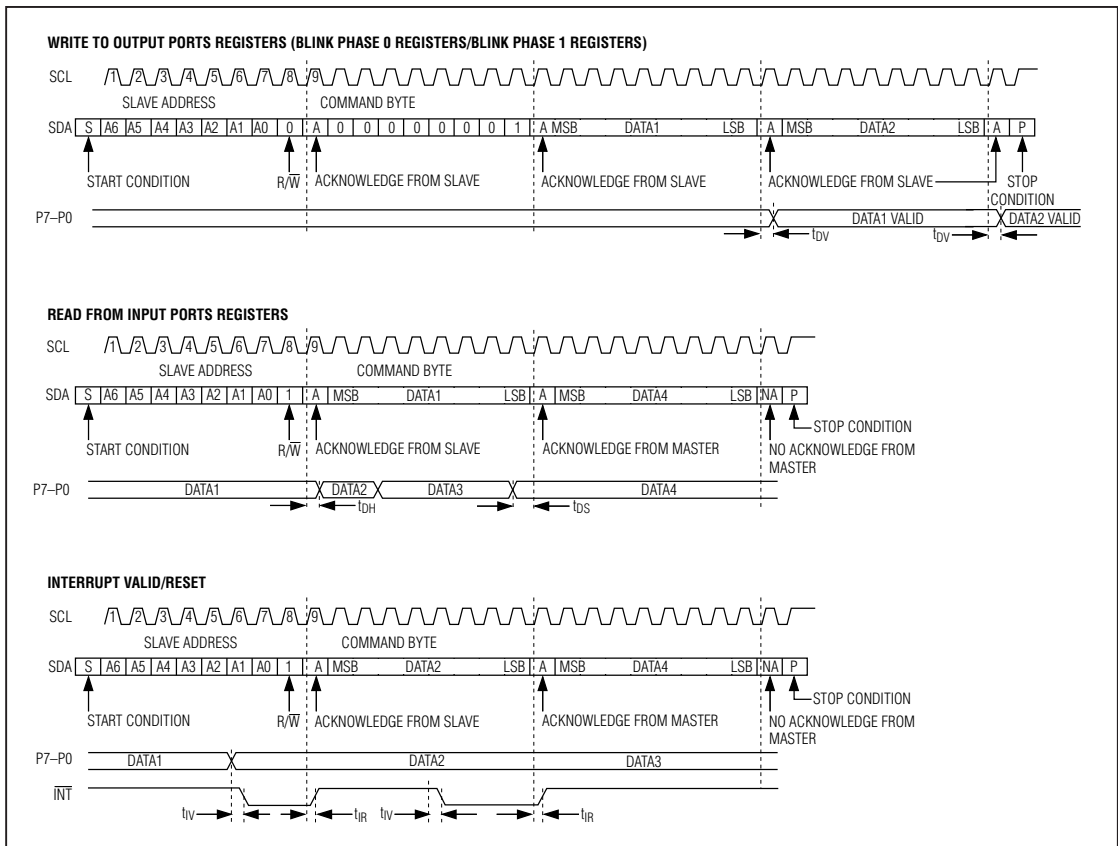 WRITE TO OUTPUT PORTS REGISTERS (BLINK PHASE 0 REGISTERS/BLINK PHASE 1 REGISTERS)
SCL 1 2 3 4 5 6 7 8 9
SLAVE ADDRESS COMMAND BYTE
SDA S A6 A5 A4 A3 A2 A1 A0 0 A 0 0 0 0 0 0 0 1 A MSB DATA1 LSB A MSB DATA2 LSB A P
START CONDITION R/W̅ ACKNOWLEDGE FROM SLAVE ACKNOWLEDGE FROM SLAVE ACKNOWLEDGE FROM SLAVE STOP
CONDITION
P7–P0 DATA1 VALID DATA2 VALID
tDV tDV
READ FROM INPUT PORTS REGISTERS
SCL 1 2 3 4 5 6 7 8 9
SLAVE ADDRESS COMMAND BYTE
SDA S A6 A5 A4 A3 A2 A1 A0 1 A MSB DATA1 LSB A MSB DATA4 LSB NA P
STOP CONDITION
START CONDITION R/W̅ ACKNOWLEDGE FROM SLAVE ACKNOWLEDGE FROM MASTER NO ACKNOWLEDGE FROM
MASTER
P7–P0 DATA1 DATA2 DATA3 DATA4
tDH tDS
INTERRUPT VALID/RESET
SCL 1 2 3 4 5 6 7 8 9
SLAVE ADDRESS COMMAND BYTE
SDA S A6 A5 A4 A3 A2 A1 A0 1 A MSB DATA2 LSB A MSB DATA4 LSB NA P
STOP CONDITION
START CONDITION R/W̅ ACKNOWLEDGE FROM SLAVE ACKNOWLEDGE FROM MASTER NO ACKNOWLEDGE FROM
MASTER
P7–P0 DATA1 DATA2 DATA3
I̅N̅T̅
tIV tIR tIV tIR